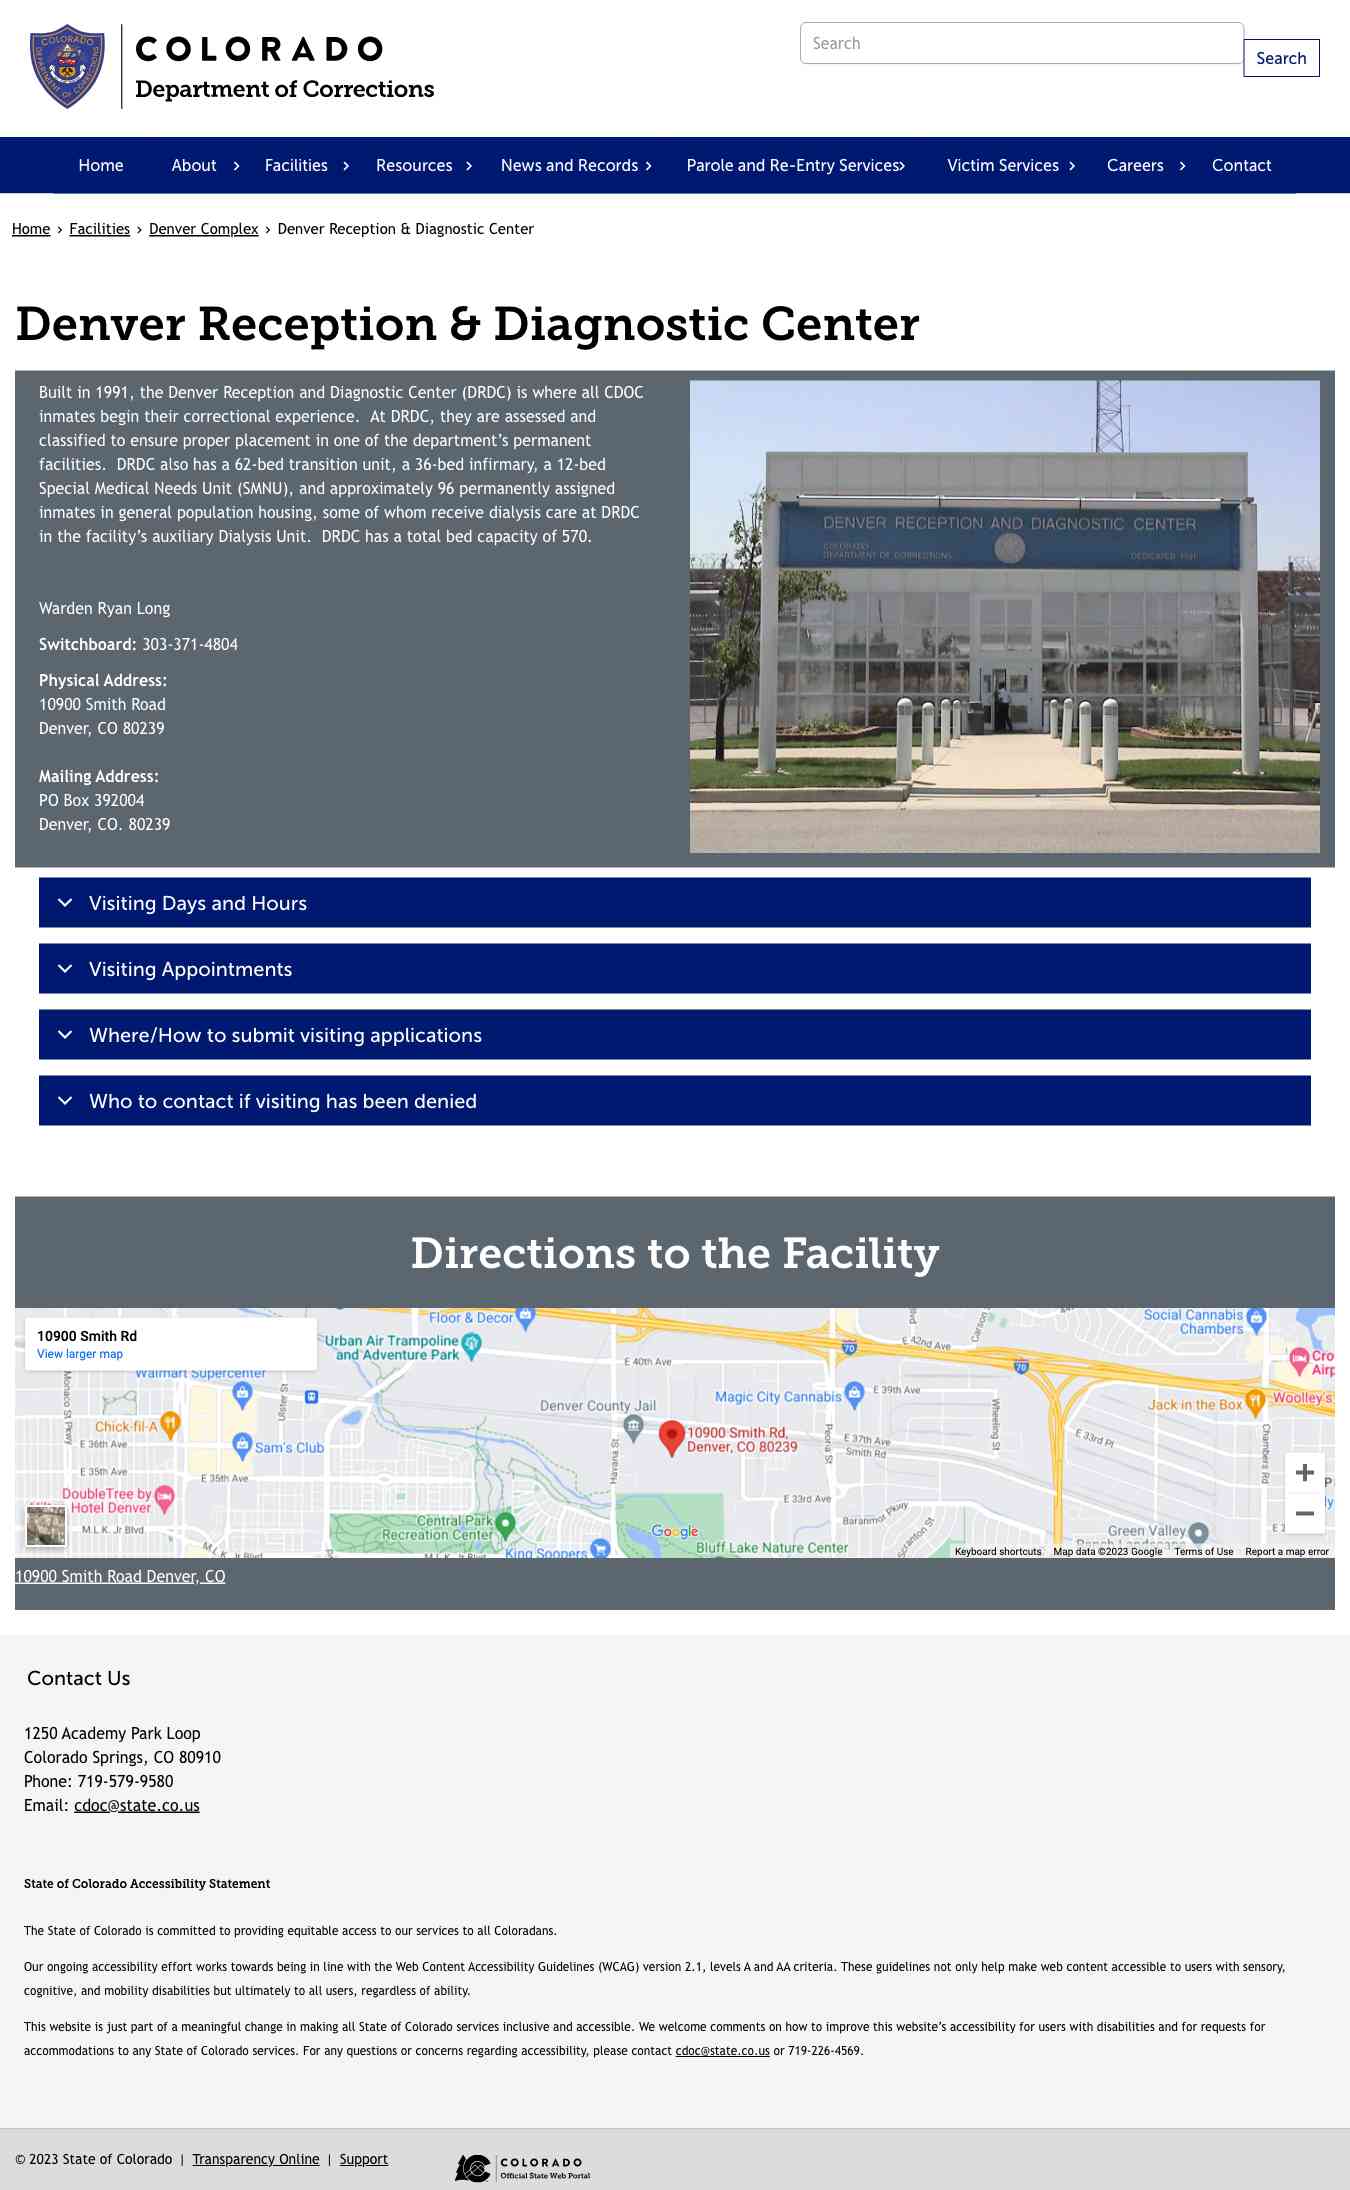 COLORADO
Department of Corrections
Search
Search
Home
About
Facilities
Resources
News and Records
Parole and Re-Entry Services
Victim Services
Careers
Contact
Home › Facilities › Denver Complex › Denver Reception & Diagnostic Center
Denver Reception & Diagnostic Center
Built in 1991, the Denver Reception and Diagnostic Center (DRDC) is where all CDOC
inmates begin their correctional experience. At DRDC, they are assessed and
classified to ensure proper placement in one of the department’s permanent
facilities. DRDC also has a 62-bed transition unit, a 36-bed infirmary, a 12-bed
Special Medical Needs Unit (SMNU), and approximately 96 permanently assigned
inmates in general population housing, some of whom receive dialysis care at DRDC
in the facility’s auxiliary Dialysis Unit. DRDC has a total bed capacity of 570.
Warden Ryan Long
Switchboard: 303-371-4804
Physical Address:
10900 Smith Road
Denver, CO 80239
Mailing Address:
PO Box 392004
Denver, CO. 80239
DENVER RECEPTION AND DIAGNOSTIC CENTER
COLORADO
DEPARTMENT OF CORRECTIONS
DEDICATED 1991
Visiting Days and Hours
Visiting Appointments
Where/How to submit visiting applications
Who to contact if visiting has been denied
Directions to the Facility
10900 Smith Rd
View larger map
Floor & Decor
Urban Air Trampoline
and Adventure Park
Social Cannabis
Chambers
70
70
E 42nd Ave
E 40th Ave
Walmart Supercenter
Monaco St Pkwy
Ulster St
Magic City Cannabis
E 39th Ave
Woolley's
Jack in the Box
Denver County Jail
Chick-fil-A
E 36th Ave
Sam's Club
10900 Smith Rd,
Denver, CO 80239
E 37th Ave
Smith Rd
Peoria St
Havana St
Wheeling St
E 33rd Pl
Chambers Rd
E 35th Ave
E 35th Ave
DoubleTree by
Hotel Denver
E 33rd Ave
M.L.K. Jr Blvd
Central Park
Recreation Center
Baranmor Pkwy
Scranton St
Google
Green Valley
Ranch Landscape
M.L.K. Jr Blvd
M.L.K. Jr Blvd
King Soopers
Bluff Lake Nature Center
Keyboard shortcuts
Map data ©2023 Google
Terms of Use
Report a map error
10900 Smith Road Denver, CO
Contact Us
1250 Academy Park Loop
Colorado Springs, CO 80910
Phone: 719-579-9580
Email: cdoc@state.co.us
State of Colorado Accessibility Statement
The State of Colorado is committed to providing equitable access to our services to all Coloradans.
Our ongoing accessibility effort works towards being in line with the Web Content Accessibility Guidelines (WCAG) version 2.1, levels A and AA criteria. These guidelines not only help make web content accessible to users with sensory,
cognitive, and mobility disabilities but ultimately to all users, regardless of ability.
This website is just part of a meaningful change in making all State of Colorado services inclusive and accessible. We welcome comments on how to improve this website’s accessibility for users with disabilities and for requests for
accommodations to any State of Colorado services. For any questions or concerns regarding accessibility, please contact cdoc@state.co.us or 719-226-4569.
© 2023 State of Colorado | Transparency Online | Support
COLORADO
Official State Web Portal